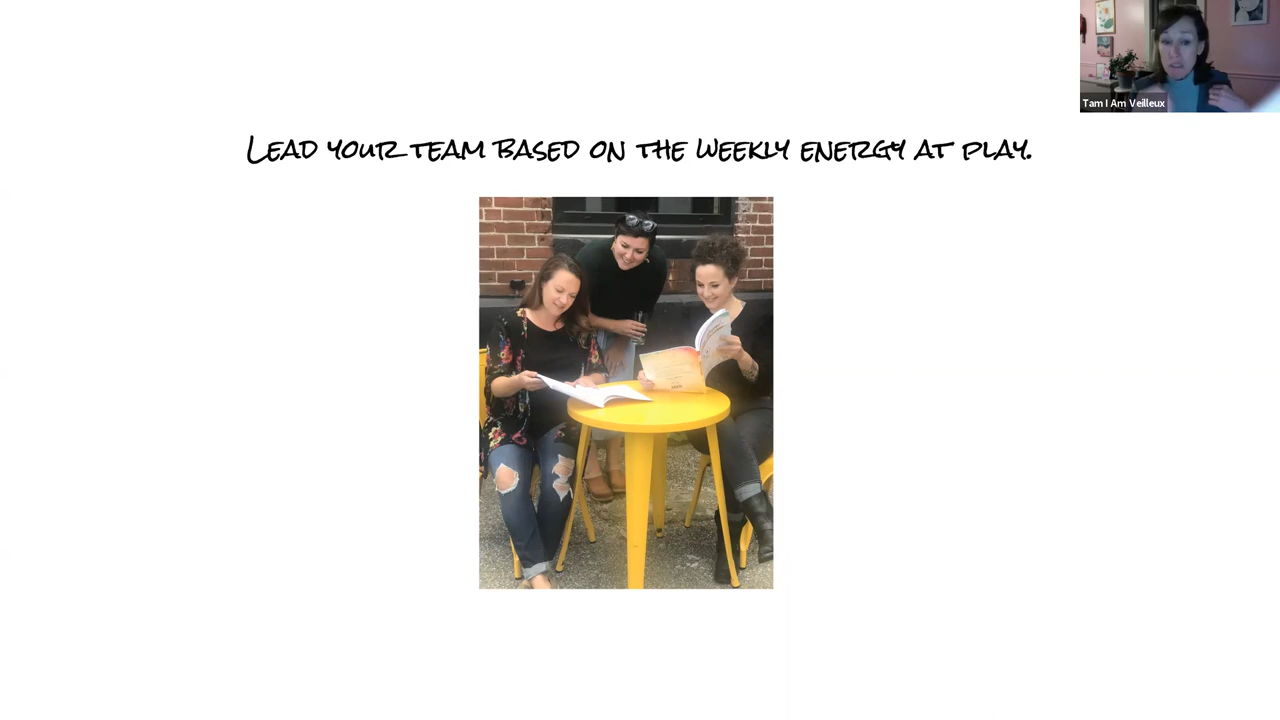 Tam I Am Veilleux
Lead your team based on the weekly energy at play.